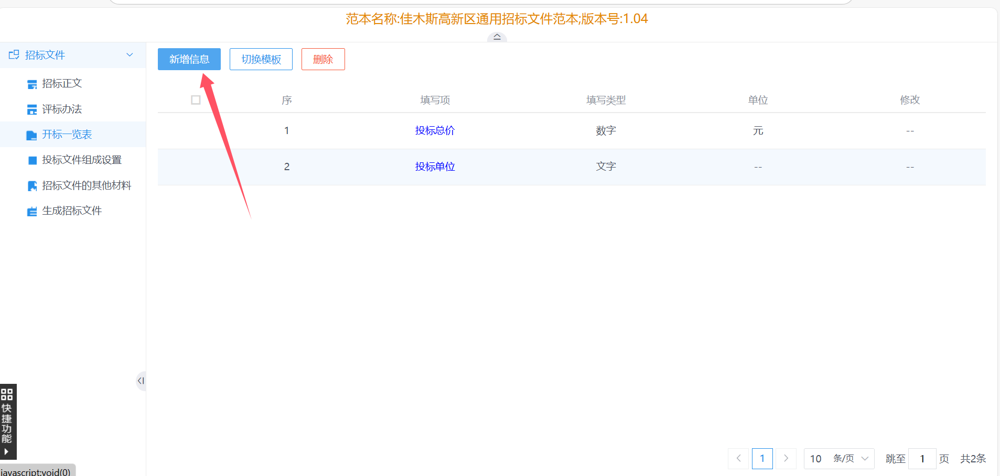 范本名称:佳木斯高新区通用招标文件范本;版本号:1.04
招标文件
招标正文
评标办法
开标一览表
投标文件组成设置
招标文件的其他材料
生成招标文件
新增信息 切换模板 删除
序 填写项 填写类型 单位 修改
1 投标总价 数字 元 --
2 投标单位 文字 -- --
快捷功能
1 10 条/页 跳至 1 页 共2条
javascript:void(0)